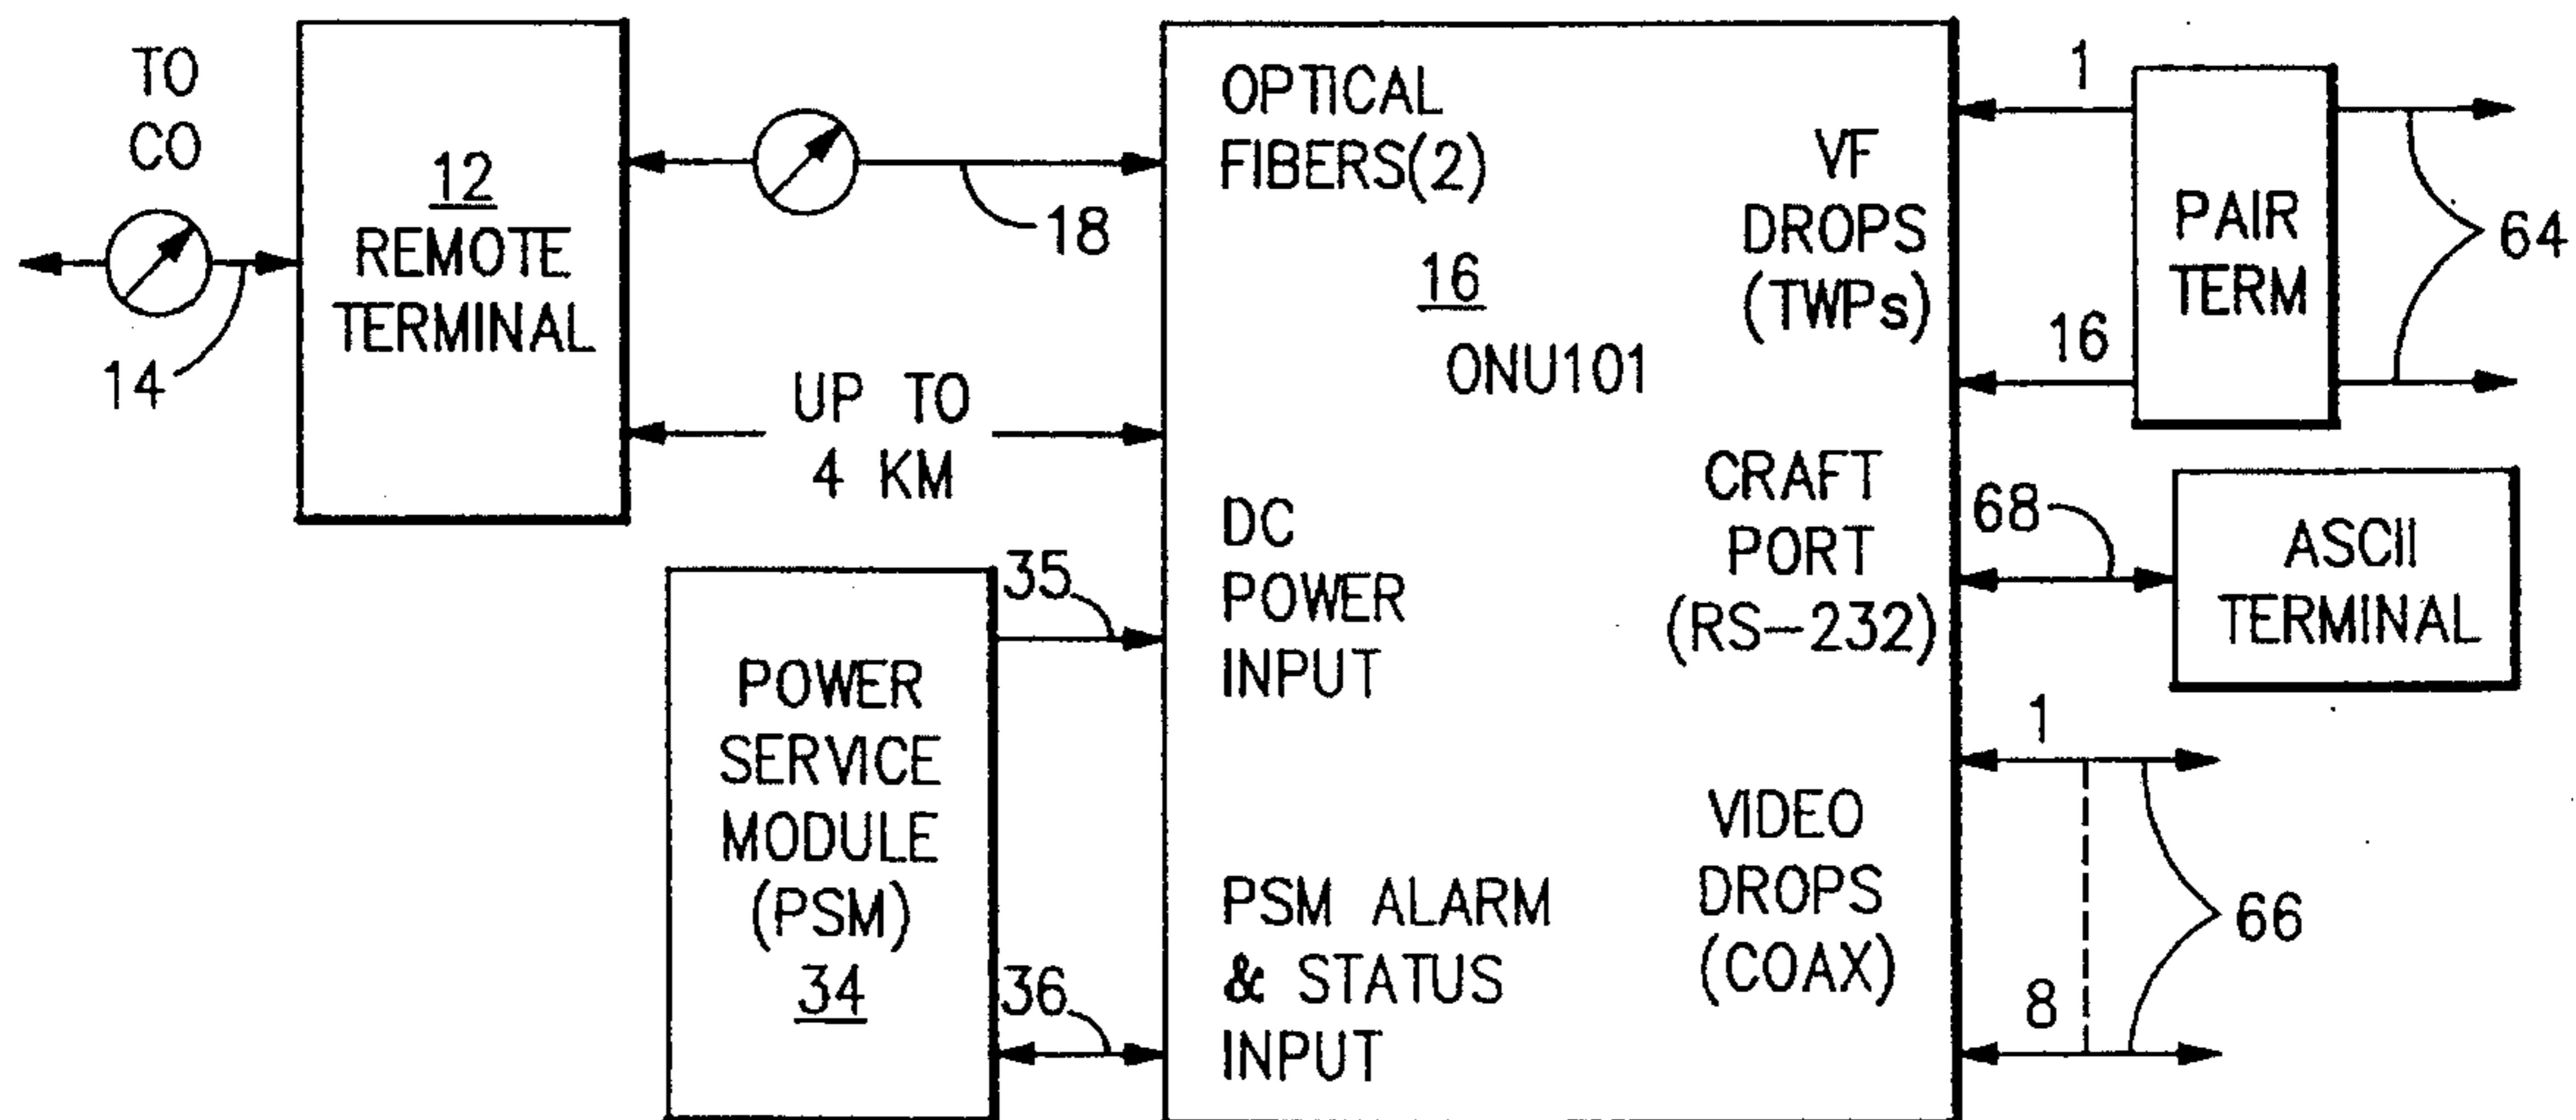 TO
CO
14
12
REMOTE
TERMINAL
18
UP TO
4 KM
POWER
SERVICE
MODULE
(PSM)
34
35
36
OPTICAL
FIBERS(2)
16
ONU101
DC
POWER
INPUT
PSM ALARM
& STATUS
INPUT
VF
DROPS
(TWPs)
CRAFT
PORT
(RS-232)
VIDEO
DROPS
(COAX)
1
16
PAIR
TERM
64
68
ASCII
TERMINAL
1
8
66